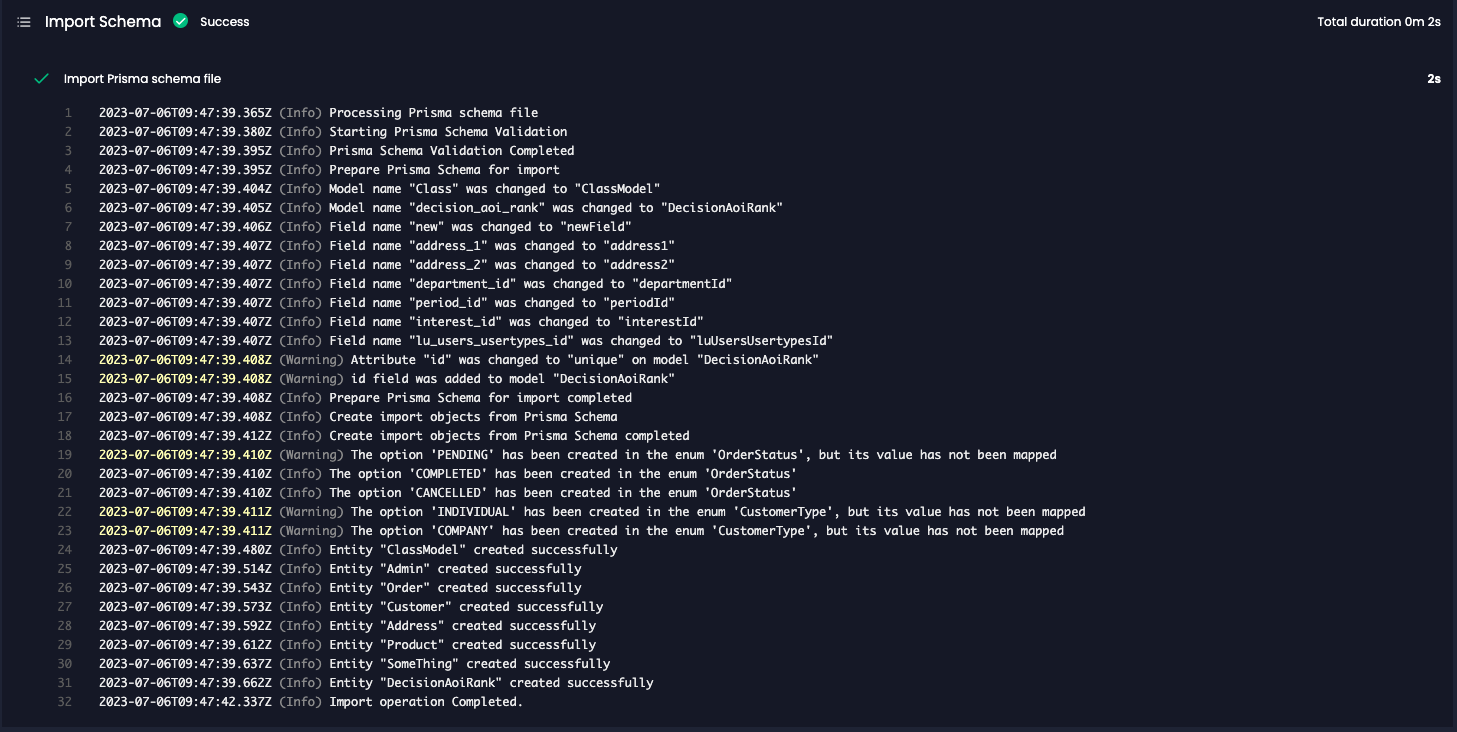 Import Schema Success Total duration 0m 2s
Import Prisma schema file 2s
1 2023-07-06T09:47:39.365Z (Info) Processing Prisma schema file
2 2023-07-06T09:47:39.380Z (Info) Starting Prisma Schema Validation
3 2023-07-06T09:47:39.395Z (Info) Prisma Schema Validation Completed
4 2023-07-06T09:47:39.395Z (Info) Prepare Prisma Schema for import
5 2023-07-06T09:47:39.404Z (Info) Model name "Class" was changed to "ClassModel"
6 2023-07-06T09:47:39.405Z (Info) Model name "decision_aoi_rank" was changed to "DecisionAoiRank"
7 2023-07-06T09:47:39.406Z (Info) Field name "new" was changed to "newField"
8 2023-07-06T09:47:39.407Z (Info) Field name "address_1" was changed to "address1"
9 2023-07-06T09:47:39.407Z (Info) Field name "address_2" was changed to "address2"
10 2023-07-06T09:47:39.407Z (Info) Field name "department_id" was changed to "departmentId"
11 2023-07-06T09:47:39.407Z (Info) Field name "period_id" was changed to "periodId"
12 2023-07-06T09:47:39.407Z (Info) Field name "interest_id" was changed to "interestId"
13 2023-07-06T09:47:39.407Z (Info) Field name "lu_users_usertypes_id" was changed to "luUsersUsertypesId"
14 2023-07-06T09:47:39.408Z (Warning) Attribute "id" was changed to "unique" on model "DecisionAoiRank"
15 2023-07-06T09:47:39.408Z (Warning) id field was added to model "DecisionAoiRank"
16 2023-07-06T09:47:39.408Z (Info) Prepare Prisma Schema for import completed
17 2023-07-06T09:47:39.408Z (Info) Create import objects from Prisma Schema
18 2023-07-06T09:47:39.412Z (Info) Create import objects from Prisma Schema completed
19 2023-07-06T09:47:39.410Z (Warning) The option 'PENDING' has been created in the enum 'OrderStatus', but its value has not been mapped
20 2023-07-06T09:47:39.410Z (Info) The option 'COMPLETED' has been created in the enum 'OrderStatus'
21 2023-07-06T09:47:39.410Z (Info) The option 'CANCELLED' has been created in the enum 'OrderStatus'
22 2023-07-06T09:47:39.411Z (Warning) The option 'INDIVIDUAL' has been created in the enum 'CustomerType', but its value has not been mapped
23 2023-07-06T09:47:39.411Z (Warning) The option 'COMPANY' has been created in the enum 'CustomerType', but its value has not been mapped
24 2023-07-06T09:47:39.480Z (Info) Entity "ClassModel" created successfully
25 2023-07-06T09:47:39.514Z (Info) Entity "Admin" created successfully
26 2023-07-06T09:47:39.543Z (Info) Entity "Order" created successfully
27 2023-07-06T09:47:39.573Z (Info) Entity "Customer" created successfully
28 2023-07-06T09:47:39.592Z (Info) Entity "Address" created successfully
29 2023-07-06T09:47:39.612Z (Info) Entity "Product" created successfully
30 2023-07-06T09:47:39.637Z (Info) Entity "SomeThing" created successfully
31 2023-07-06T09:47:39.662Z (Info) Entity "DecisionAoiRank" created successfully
32 2023-07-06T09:47:42.337Z (Info) Import operation Completed.